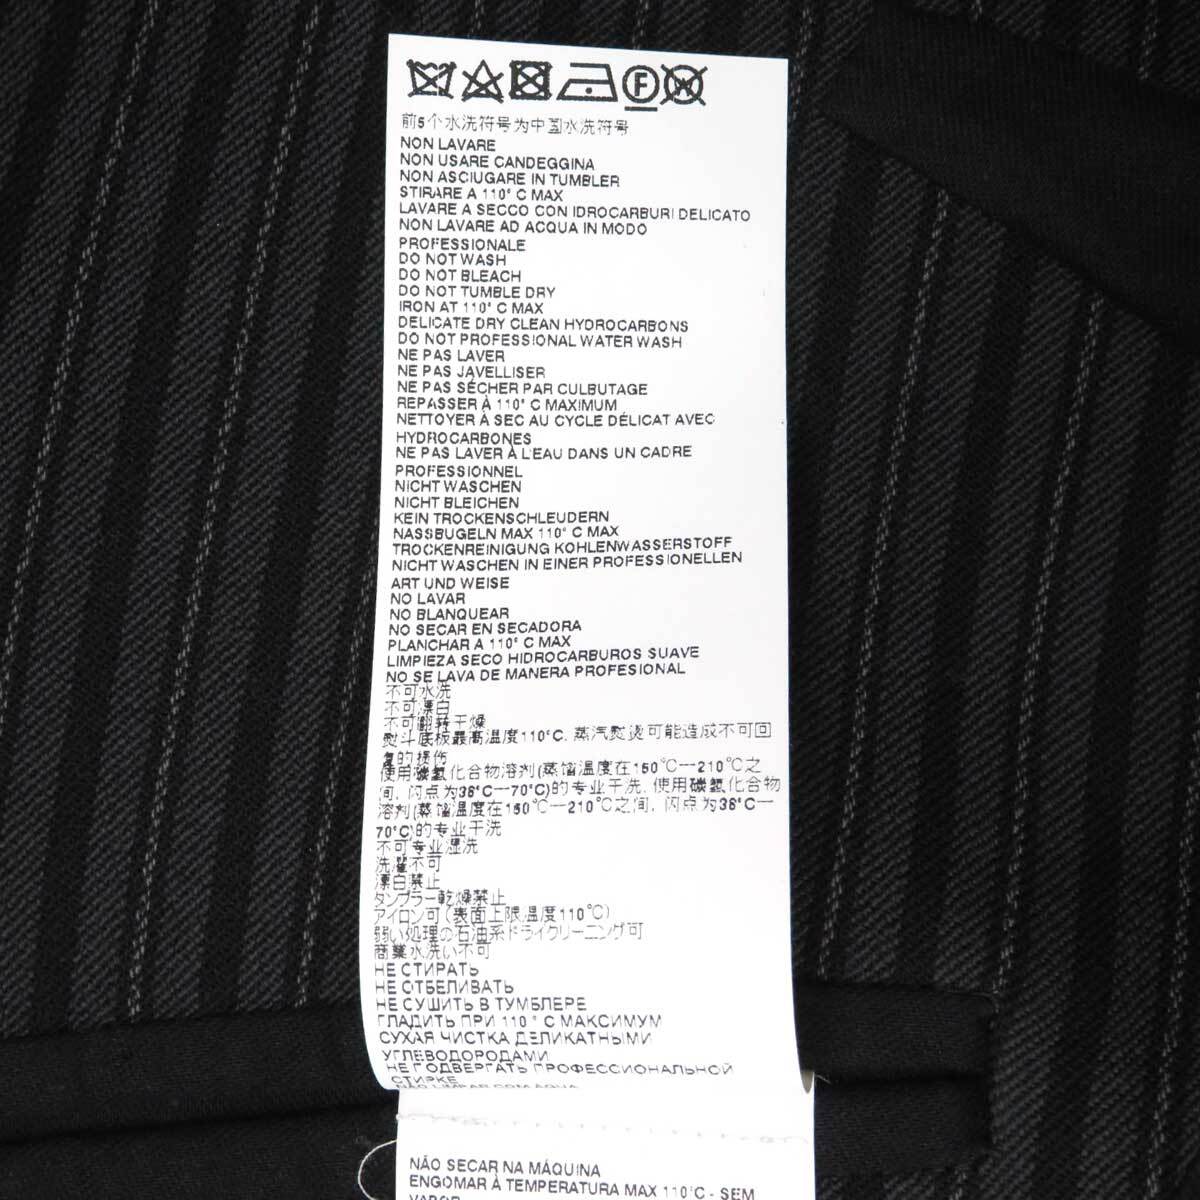 F W
前5个水洗符号为中国水洗符号
NON LAVARE
NON USARE CANDEGGINA
NON ASCIUGARE IN TUMBLER
STIRARE A 110° C MAX
LAVARE A SECCO CON IDROCARBURI DELICATO
NON LAVARE AD ACQUA IN MODO
PROFESSIONALE
DO NOT WASH
DO NOT BLEACH
DO NOT TUMBLE DRY
IRON AT 110° C MAX
DELICATE DRY CLEAN HYDROCARBONS
DO NOT PROFESSIONAL WATER WASH
NE PAS LAVER
NE PAS JAVELLISER
NE PAS SÉCHER PAR CULBUTAGE
REPASSER À 110° C MAXIMUM
NETTOYER À SEC AU CYCLE DÉLICAT AVEC
HYDROCARBONES
NE PAS LAVER À L'EAU DANS UN CADRE
PROFESSIONNEL
NICHT WASCHEN
NICHT BLEICHEN
KEIN TROCKENSCHLEUDERN
NASSBUGELN MAX 110° C MAX
TROCKENREINIGUNG KOHLENWASSERSTOFF
NICHT WASCHEN IN EINER PROFESSIONELLEN
ART UND WEISE
NO LAVAR
NO BLANQUEAR
NO SECAR EN SECADORA
PLANCHAR A 110° C MAX
LIMPIEZA SECO HIDROCARBUROS SUAVE
NO SE LAVA DE MANERA PROFESIONAL
不可水洗
不可漂白
不可翻转干燥
熨斗底板最高温度110°C, 蒸汽熨烫可能造成不可回
复的损伤
使用碳氢化合物溶剂(蒸馏温度在150°C—210°C之
间, 闪点为38°C—70°C)的专业干洗, 使用碳氢化合物
溶剂(蒸馏温度在150°C—210°C之间, 闪点为38°C—
70°C)的专业干洗
不可专业湿洗
洗濯不可
漂白禁止
タンブラー乾燥禁止
アイロン可（表面上限温度110℃）
弱い処理の石油系ドライクリーニング可
商業水洗い不可
НЕ СТИРАТЬ
НЕ ОТБЕЛИВАТЬ
НЕ СУШИТЬ В ТУМБЛЕРЕ
ГЛАДИТЬ ПРИ 110 ° С МАКСИМУМ
СУХАЯ ЧИСТКА ДЕЛИКАТНЫМИ
УГЛЕВОДОРОДАМИ
НЕ ПОДВЕРГАТЬ ПРОФЕССИОНАЛЬНОЙ
СТИРКЕ
NÃO LIMPAR COM AGUA
NÃO SECAR NA MÁQUINA
ENGOMAR À TEMPERATURA MAX 110°C - SEM
VAPOR